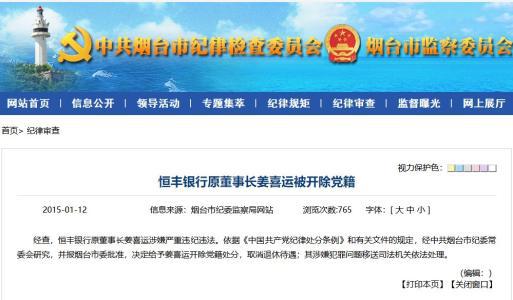 中共烟台市纪律检查委员会 烟台市监察委员会
网站首页 | 信息公开 | 领导活动 | 专题集萃 | 纪律规矩 | 纪律审查 | 监督曝光 | 网上展厅
首页> 纪律审查
视力保护色：
恒丰银行原董事长姜喜运被开除党籍
2015-01-12 信息来源：烟台市纪委监察局网站 浏览次数:765 字体：[ 大 中 小 ]
经查，恒丰银行原董事长姜喜运涉嫌严重违纪违法。依据《中国共产党纪律处分条例》和有关文件的规定，经中共烟台市纪委常
委会研究，并报烟台市委批准，决定给予姜喜运开除党籍处分，取消退休待遇；其涉嫌犯罪问题移送司法机关依法处理。
（编辑：）
【打印本页】【关闭窗口】